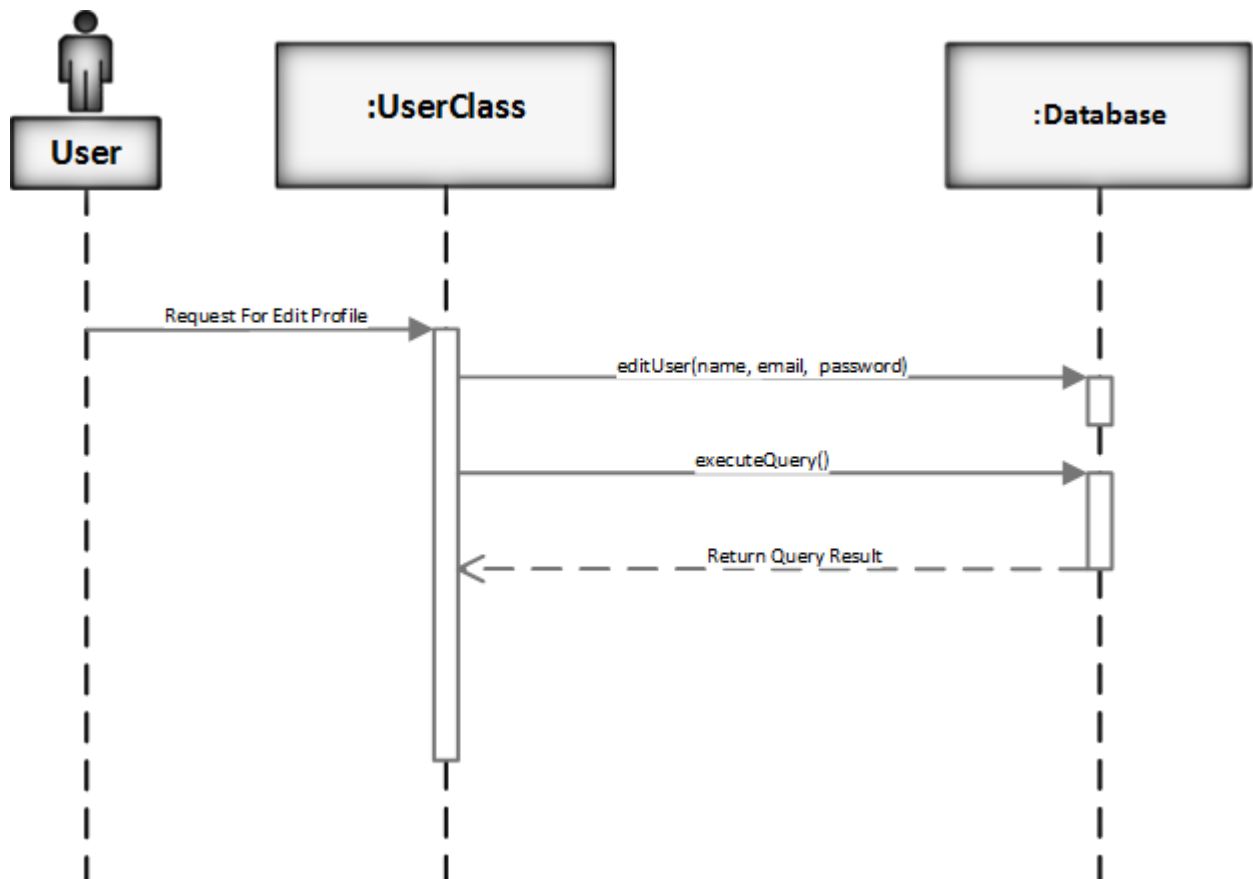 User
:UserClass
:Database
Request For Edit Profile
editUser(name, email, password)
executeQuery()
Return Query Result